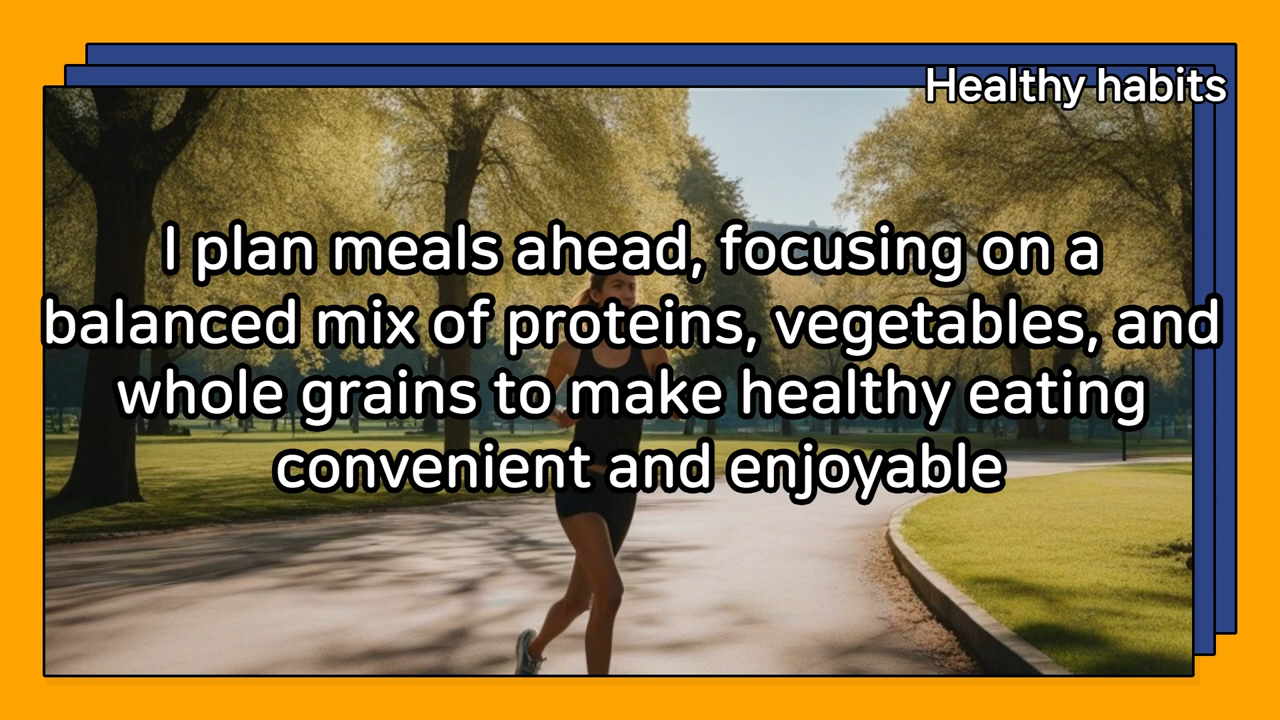 Healthy habits
I plan meals ahead, focusing on a
balanced mix of proteins, vegetables, and
whole grains to make healthy eating
convenient and enjoyable